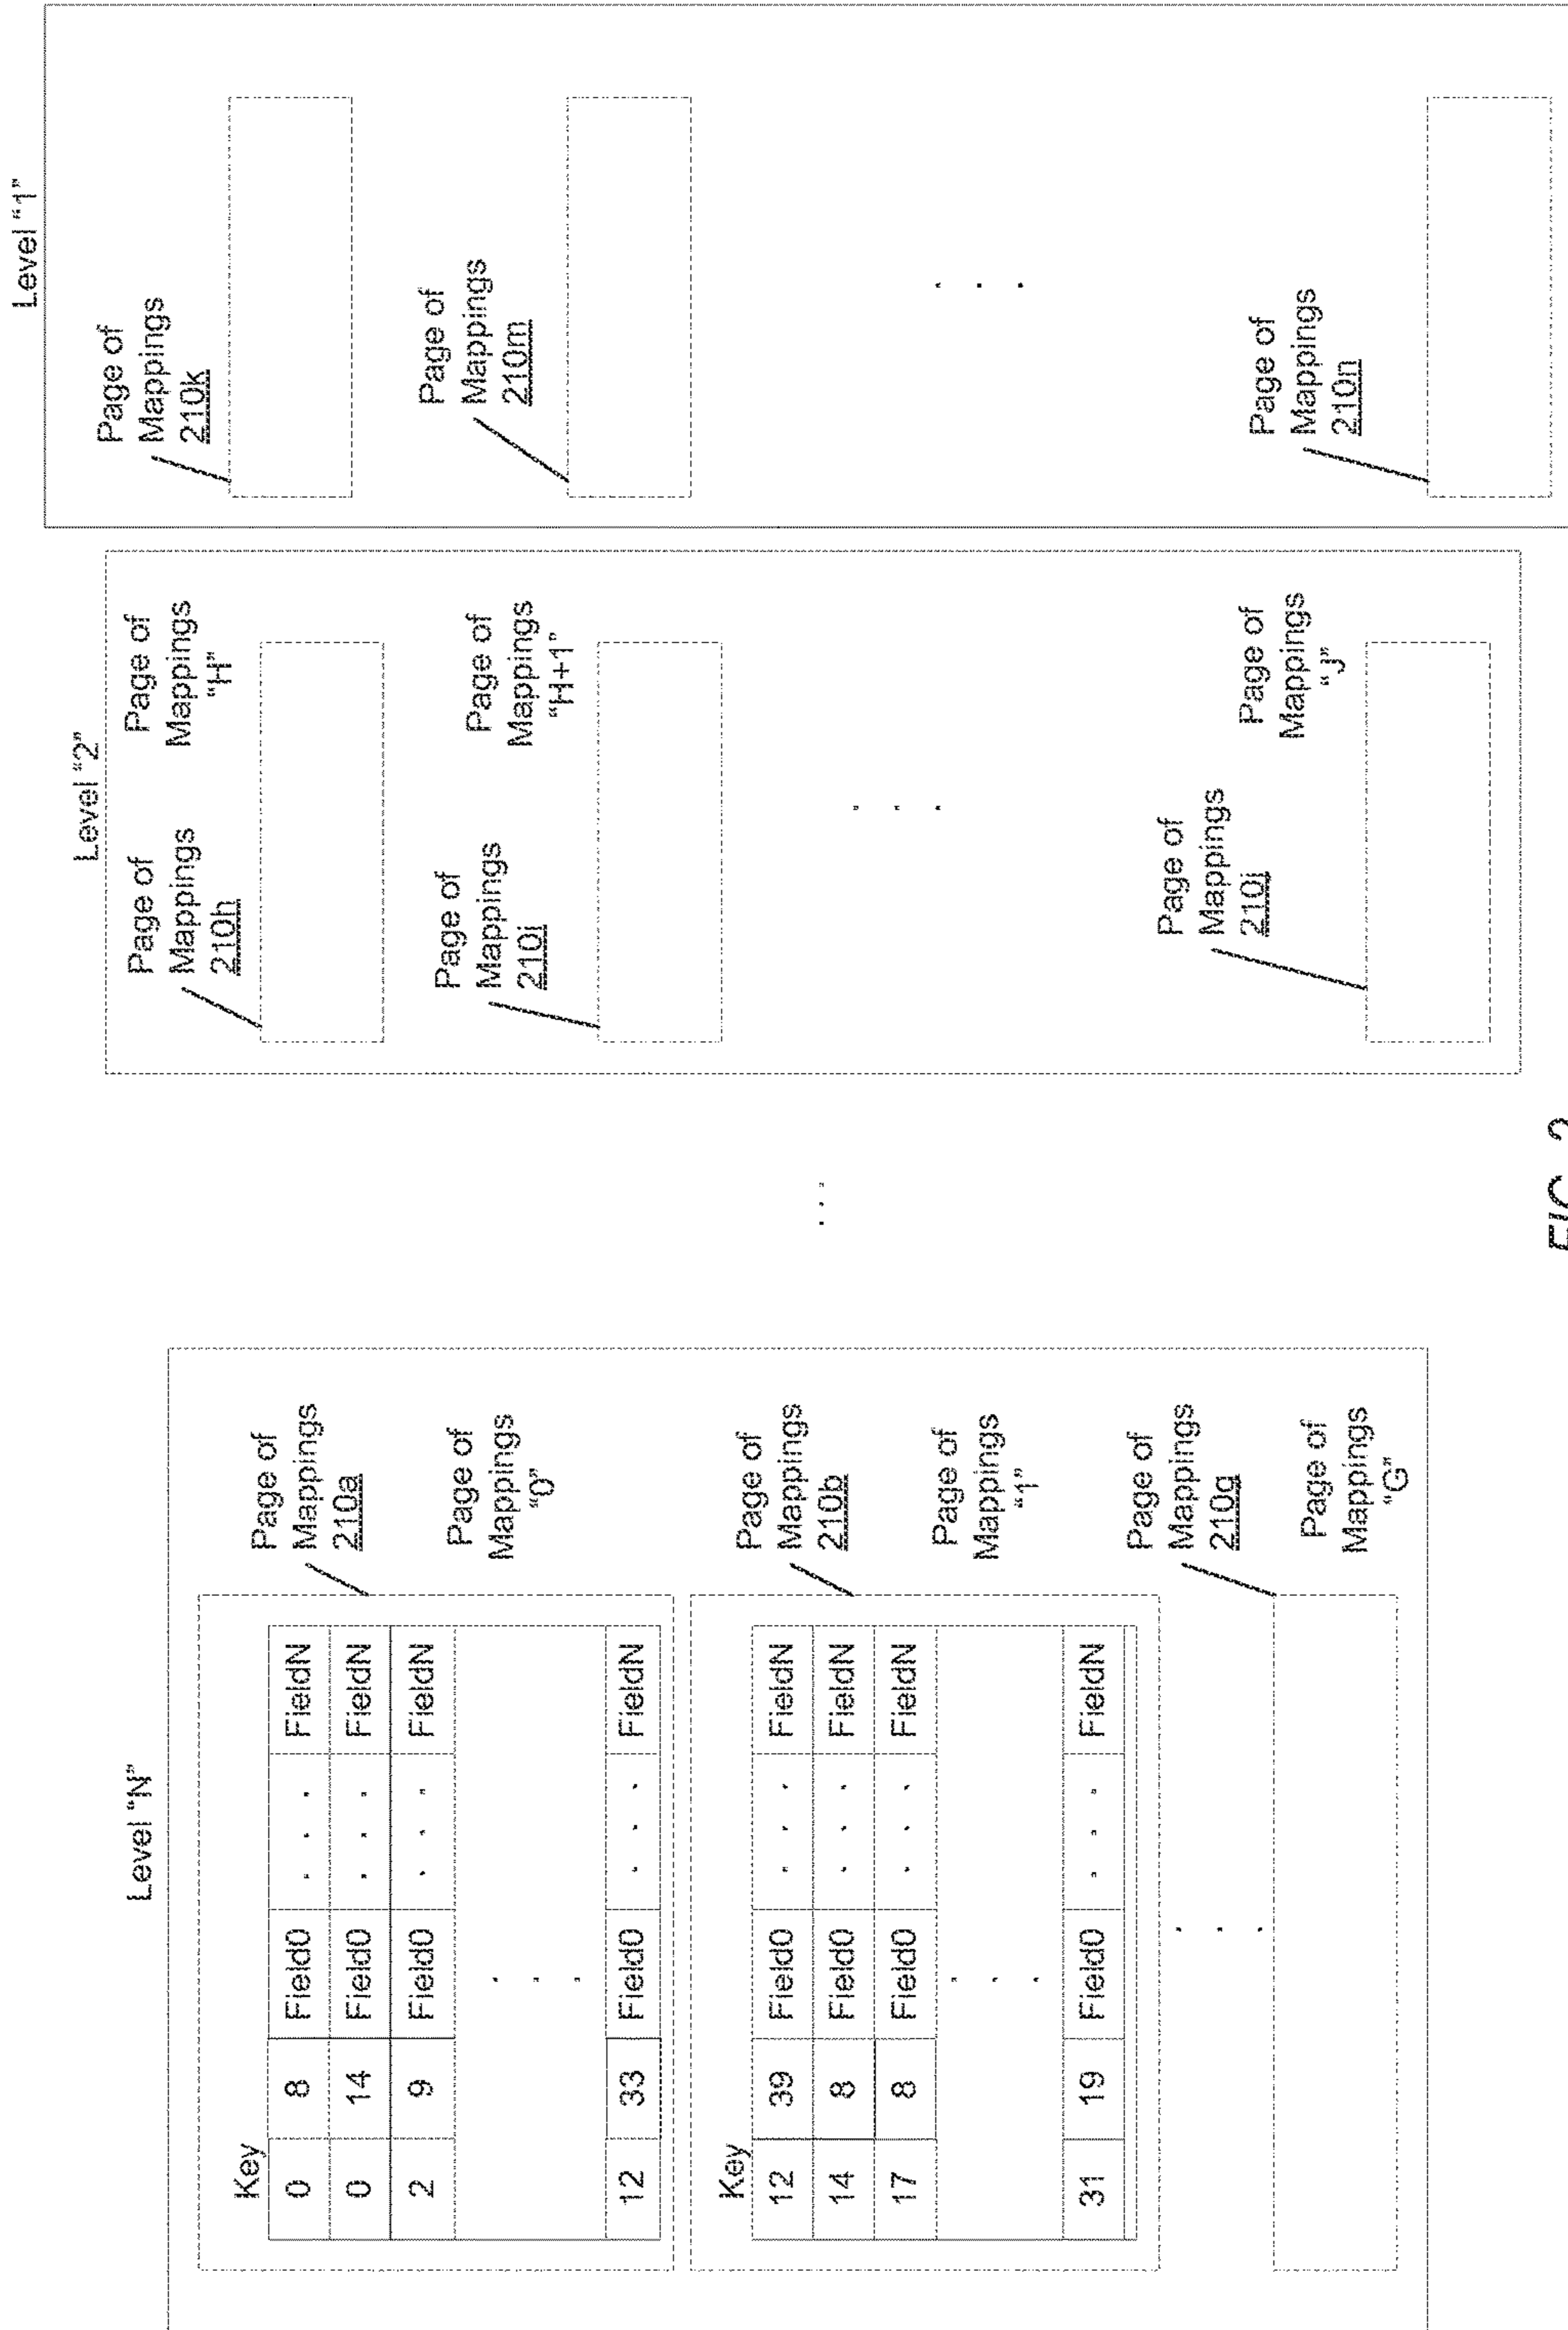 Level "N"
Page of
Mappings
210a
Page of
Mappings
"0"
Key
0 8 Field0 . . . FieldN
0 14 Field0 . . . FieldN
2 9 Field0 . . . FieldN
. . .
12 33 Field0 . . . FieldN
Page of
Mappings
210b
Page of
Mappings
"1"
Key
12 39 Field0 . . . FieldN
14 8 Field0 . . . FieldN
17 8 Field0 . . . FieldN
. . .
31 19 Field0 . . . FieldN
. . .
Page of
Mappings
210g
Page of
Mappings
"G"
. . .
Level "2"
Page of
Mappings
210h
Page of
Mappings
"H"
Page of
Mappings
210i
Page of
Mappings
"H+1"
. . .
Page of
Mappings
210j
Page of
Mappings
"J"
Level "1"
Page of
Mappings
210k
Page of
Mappings
210m
. . .
Page of
Mappings
210n
FIG. 2